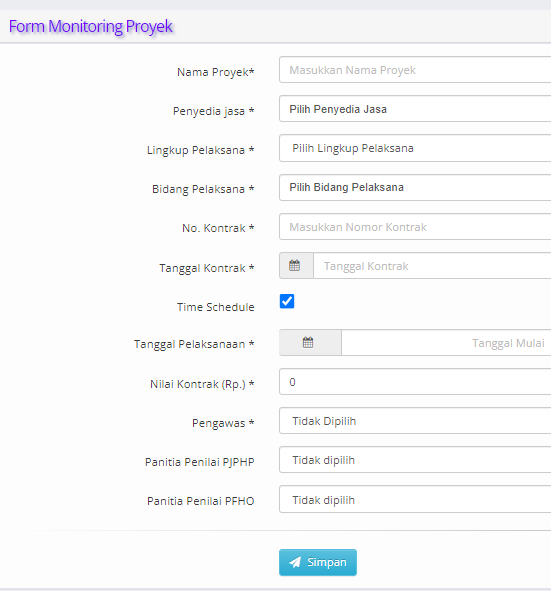 Form Monitoring Proyek
Nama Proyek* Masukkan Nama Proyek
Penyedia jasa * Pilih Penyedia Jasa
Lingkup Pelaksana * Pilih Lingkup Pelaksana
Bidang Pelaksana * Pilih Bidang Pelaksana
No. Kontrak * Masukkan Nomor Kontrak
Tanggal Kontrak * Tanggal Kontrak
Time Schedule
Tanggal Pelaksanaan * Tanggal Mulai
Nilai Kontrak (Rp.) * 0
Pengawas * Tidak Dipilih
Panitia Penilai PJPHP Tidak dipilih
Panitia Penilai PFHO Tidak dipilih
Simpan